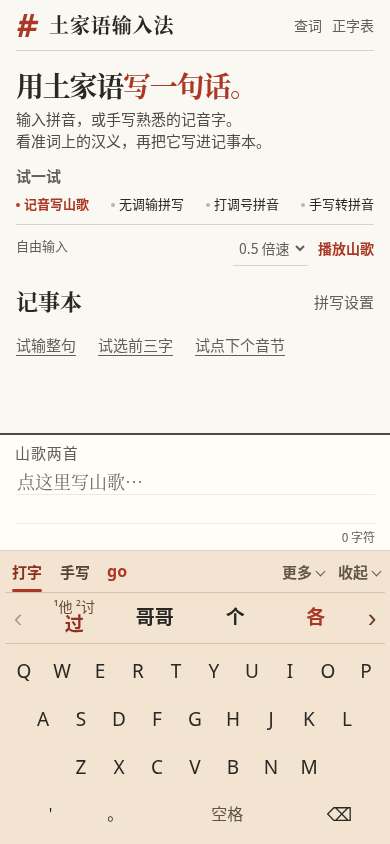 # 土家语输入法
查词 正字表
用土家语写一句话。
输入拼音，或手写熟悉的记音字。
看准词上的汉义，再把它写进记事本。
试一试
记音写山歌 无调输拼写 打调号拼音 手写转拼音
自由输入
0.5 倍速 播放山歌
记事本 拼写设置
试输整句 试选前三字 试点下个音节
山歌两首
点这里写山歌…
0 字符
打字 手写 go 更多 收起
¹他 ²讨
‹ 过 哥哥 个 各 ›
Q W E R T Y U I O P
A S D F G H J K L
Z X C V B N M
' 。 空格 ⌫